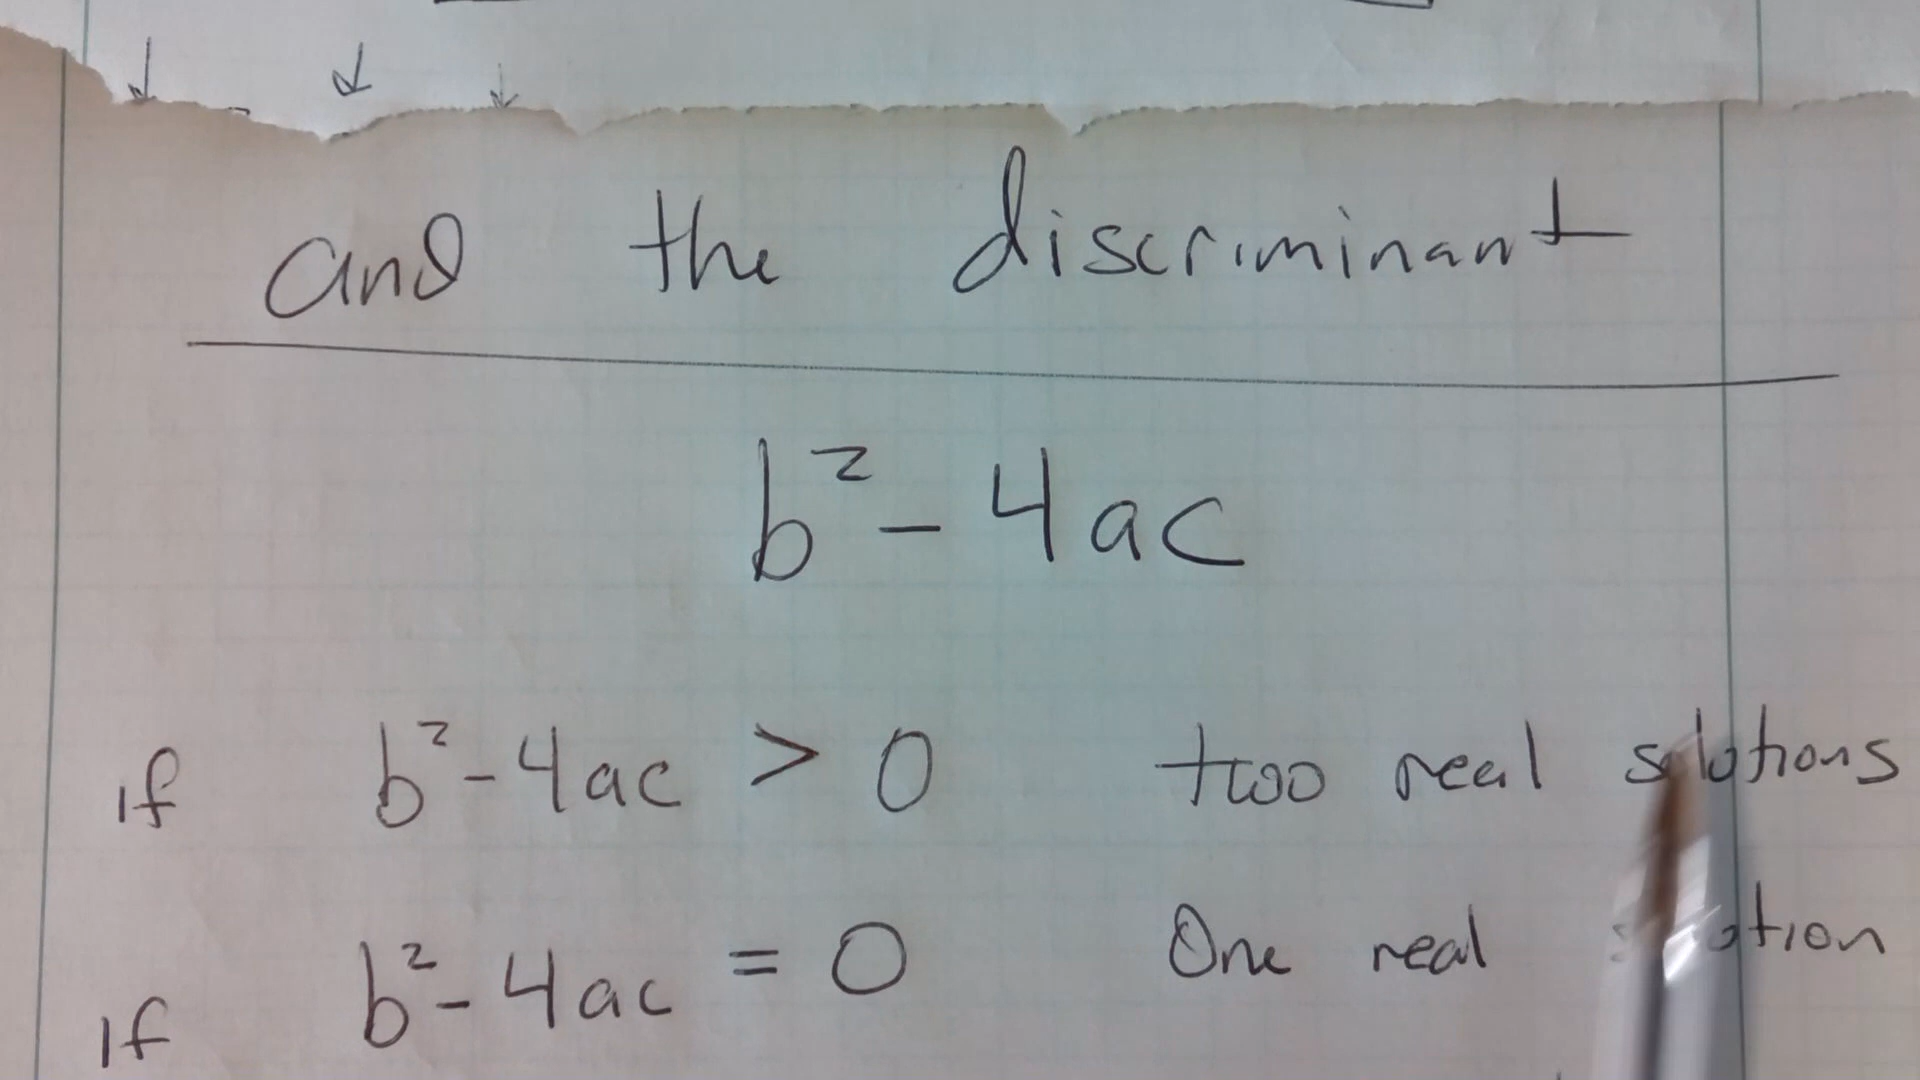 and the discriminant
b² - 4ac
if b² - 4ac > 0 two real solutions
if b² - 4ac = 0 One real